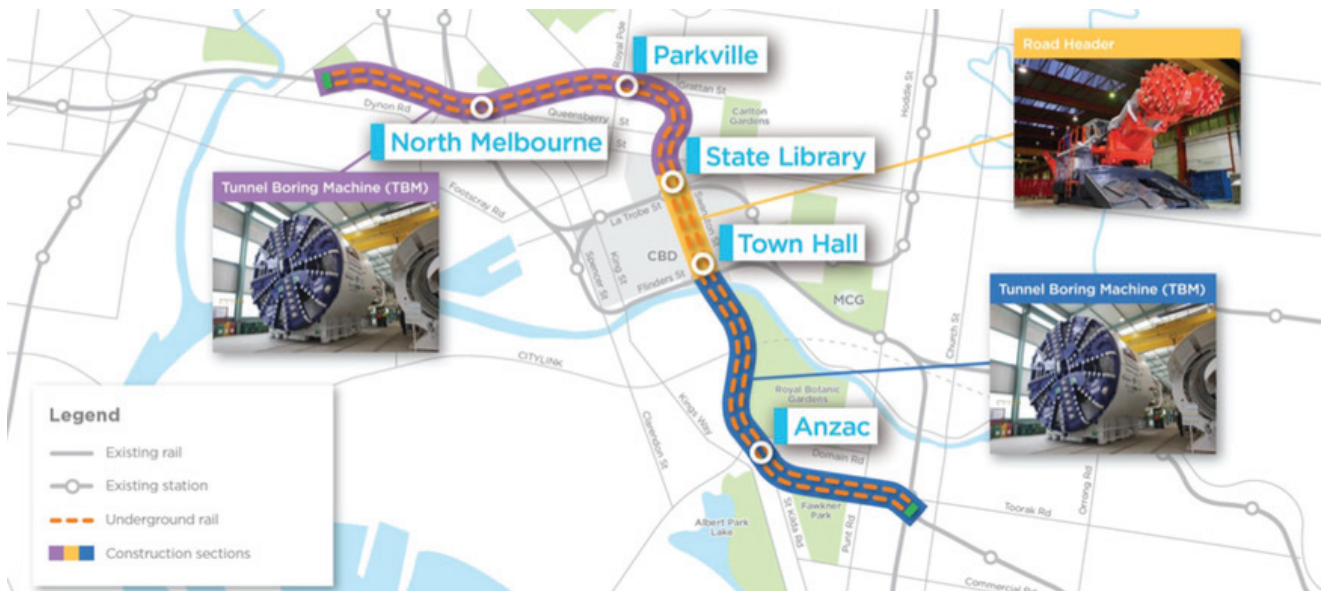 Parkville
Road Header
Royal Pde
Grattan St
Hoddle St
Dynon Rd
Queensberry St
Carlton Gardens
North Melbourne
State Library
Tunnel Boring Machine (TBM)
Footscray Rd
La Trobe St
Swanston St
Town Hall
CBD
Spencer St
King St
Flinders St
Tunnel Boring Machine (TBM)
MCG
Church St
CITYLINK
Royal Botanic
Gardens
Kings Way
Clarendon St
Anzac
Domain Rd
Legend
Existing rail
Existing station
Underground rail
Construction sections
Albert Park
Lake
St Kilda Rd
Fawkner
Park
Punt Rd
Toorak Rd
Orrong Rd
Commercial Rd